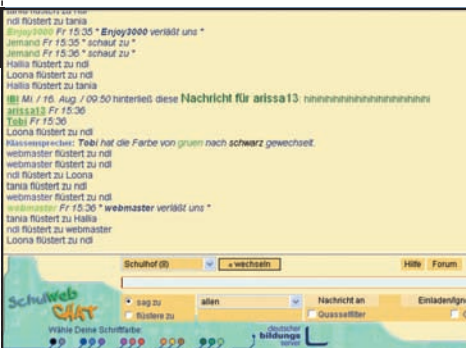 tania flüstert zu ndl
Enjoy3000 Fr 15:35 * Enjoy3000 verläßt uns *
Jemand Fr 15:35 * schaut zu *
Jemand Fr 15:36 * schaut zu *
Hallia flüstert zu ndl
Loona flüstert zu ndl
Hallia flüstert zu tania
IBI Mi. / 16. Aug. / 09:50 hinterließ diese Nachricht für arissa13:
arissa13 Fr 15:36
Tobi Fr 15:36
Loona flüstert zu ndl
Klassensprecher: Tobi hat die Farbe von gruen nach schwarz gewechselt.
webmaster flüstert zu ndl
webmaster flüstert zu ndl
ndl flüstert zu Loona
tania flüstert zu ndl
webmaster flüstert zu ndl
webmaster Fr 15:36 * webmaster verläßt uns *
tania flüstert zu Hallia
ndl flüstert zu webmaster
Loona flüstert zu ndl
Schulhof (8) » wechseln Hilfe Forum
Schulweb CHAT
sag zu allen Nachricht an
flüstere zu Quasselfilter
Wähle Deine Schriftfarbe:
deutscher bildungs server